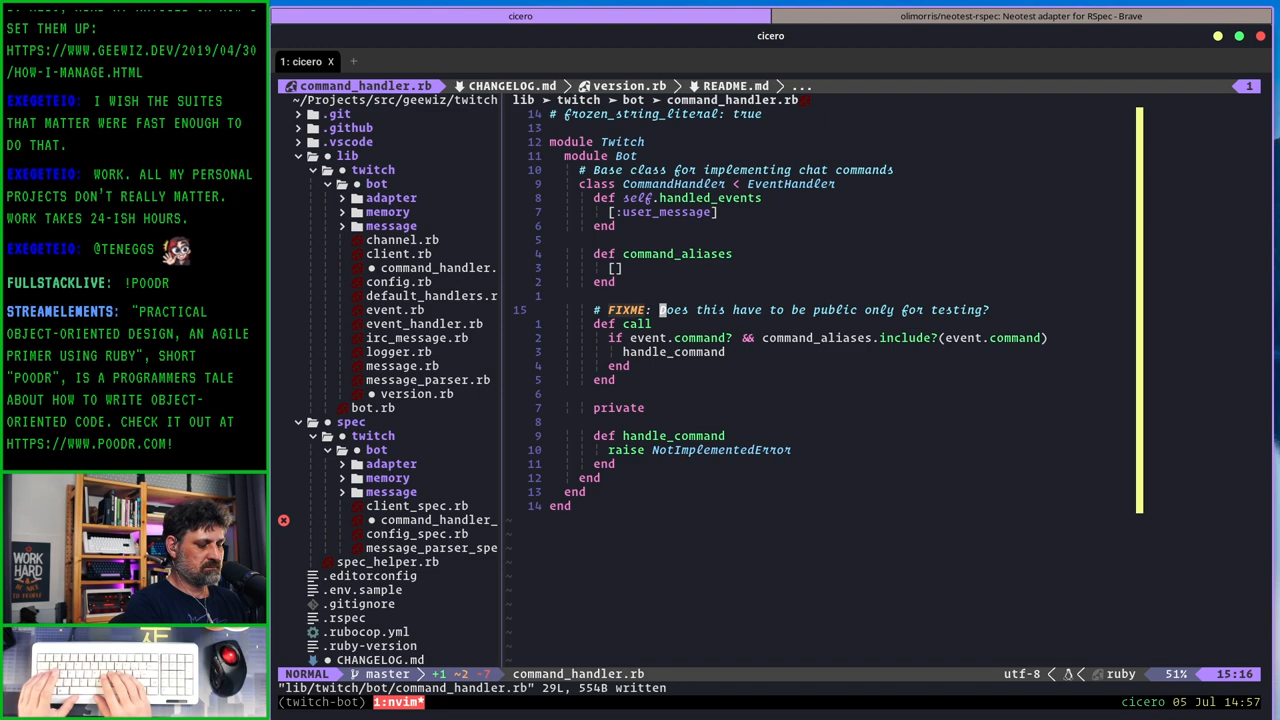 SET THEM UP:
HTTPS://WWW.GEEWIZ.DEV/2019/04/30
/HOW-I-MANAGE.HTML
EXEGETEIO: I WISH THE SUITES
THAT MATTER WERE FAST ENOUGH TO
DO THAT.
EXEGETEIO: WORK. ALL MY PERSONAL
PROJECTS DON'T REALLY MATTER.
WORK TAKES 24-ISH HOURS.
EXEGETEIO: @TENEGGS
FULLSTACKLIVE: !POODR
STREAMELEMENTS: "PRACTICAL
OBJECT-ORIENTED DESIGN, AN AGILE
PRIMER USING RUBY", SHORT
"POODR", IS A PROGRAMMERS TALE
ABOUT HOW TO WRITE OBJECT-
ORIENTED CODE. CHECK IT OUT AT
HTTPS://WWW.POODR.COM!
WORK
HARD
cicero
olimorris/neotest-rspec: Neotest adapter for RSpec - Brave
cicero
1: cicero X +
command_handler.rb CHANGELOG.md version.rb README.md ... 1
~/Projects/src/geewiz/twitch
.git
.github
.vscode
lib
twitch
bot
adapter
memory
message
channel.rb
client.rb
command_handler.
config.rb
default_handlers.r
event.rb
event_handler.rb
irc_message.rb
logger.rb
message.rb
message_parser.rb
version.rb
bot.rb
spec
twitch
bot
adapter
memory
message
client_spec.rb
command_handler_
config_spec.rb
message_parser_spe
spec_helper.rb
.editorconfig
.env.sample
.gitignore
.rspec
.rubocop.yml
.ruby-version
CHANGELOG.md
lib ➤ twitch ➤ bot ➤ command_handler.rb
14 # frozen_string_literal: true
13
12 module Twitch
11 module Bot
10 # Base class for implementing chat commands
9 class CommandHandler < EventHandler
8 def self.handled_events
7 [:user_message]
6 end
5
4 def command_aliases
3 []
2 end
1
15 # FIXME: Does this have to be public only for testing?
1 def call
2 if event.command? && command_aliases.include?(event.command)
3 handle_command
4 end
5 end
6
7 private
8
9 def handle_command
10 raise NotImplementedError
11 end
12 end
13 end
14 end
~
~
~
~
~
~
~
~
~
~
~
NORMAL master +1 ~2 -7 command_handler.rb utf-8 ruby 51% 15:16
"lib/twitch/bot/command_handler.rb" 29L, 554B written
(twitch-bot) 1:nvim* cicero 05 Jul 14:57